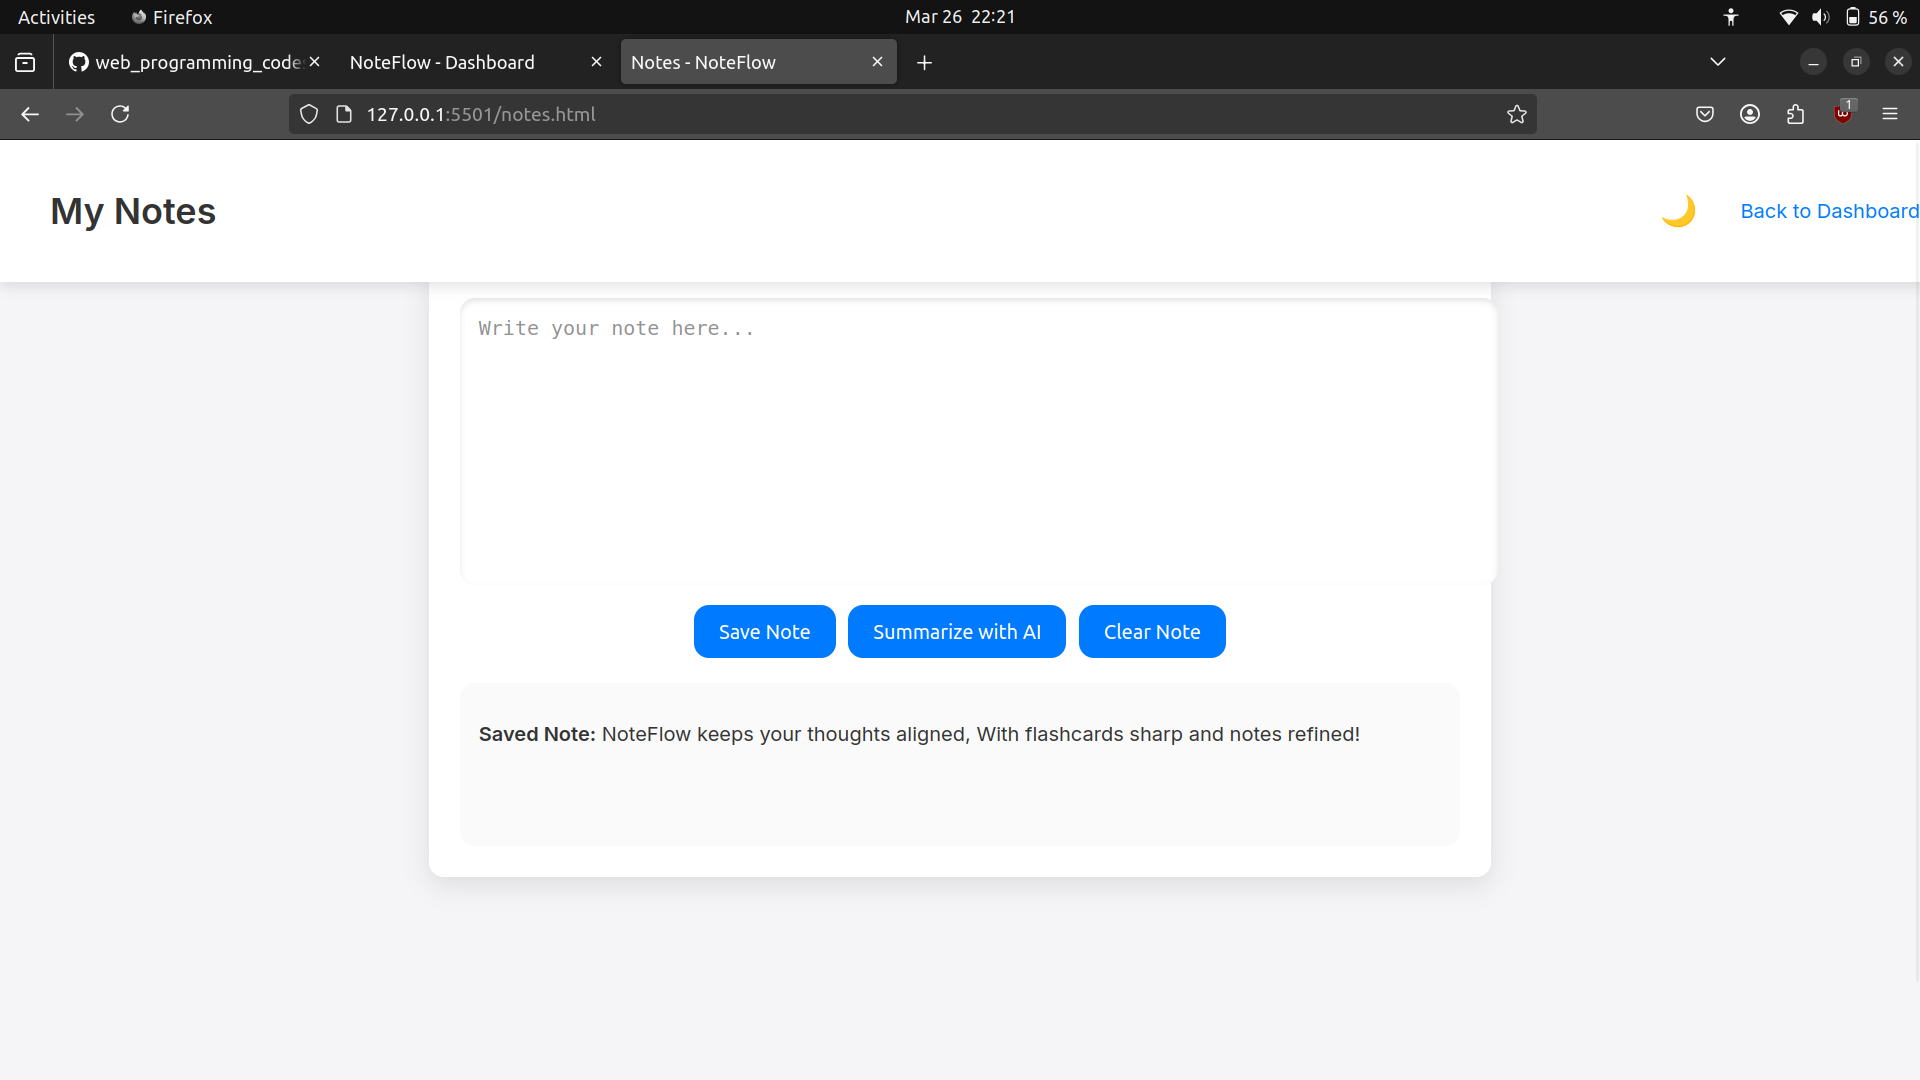 Activities Firefox Mar 26 22:21 56 %
web_programming_code NoteFlow - Dashboard Notes - NoteFlow
127.0.0.1:5501/notes.html 1
My Notes Back to Dashboard
Write your note here...
Save Note Summarize with AI Clear Note
Saved Note: NoteFlow keeps your thoughts aligned, With flashcards sharp and notes refined!